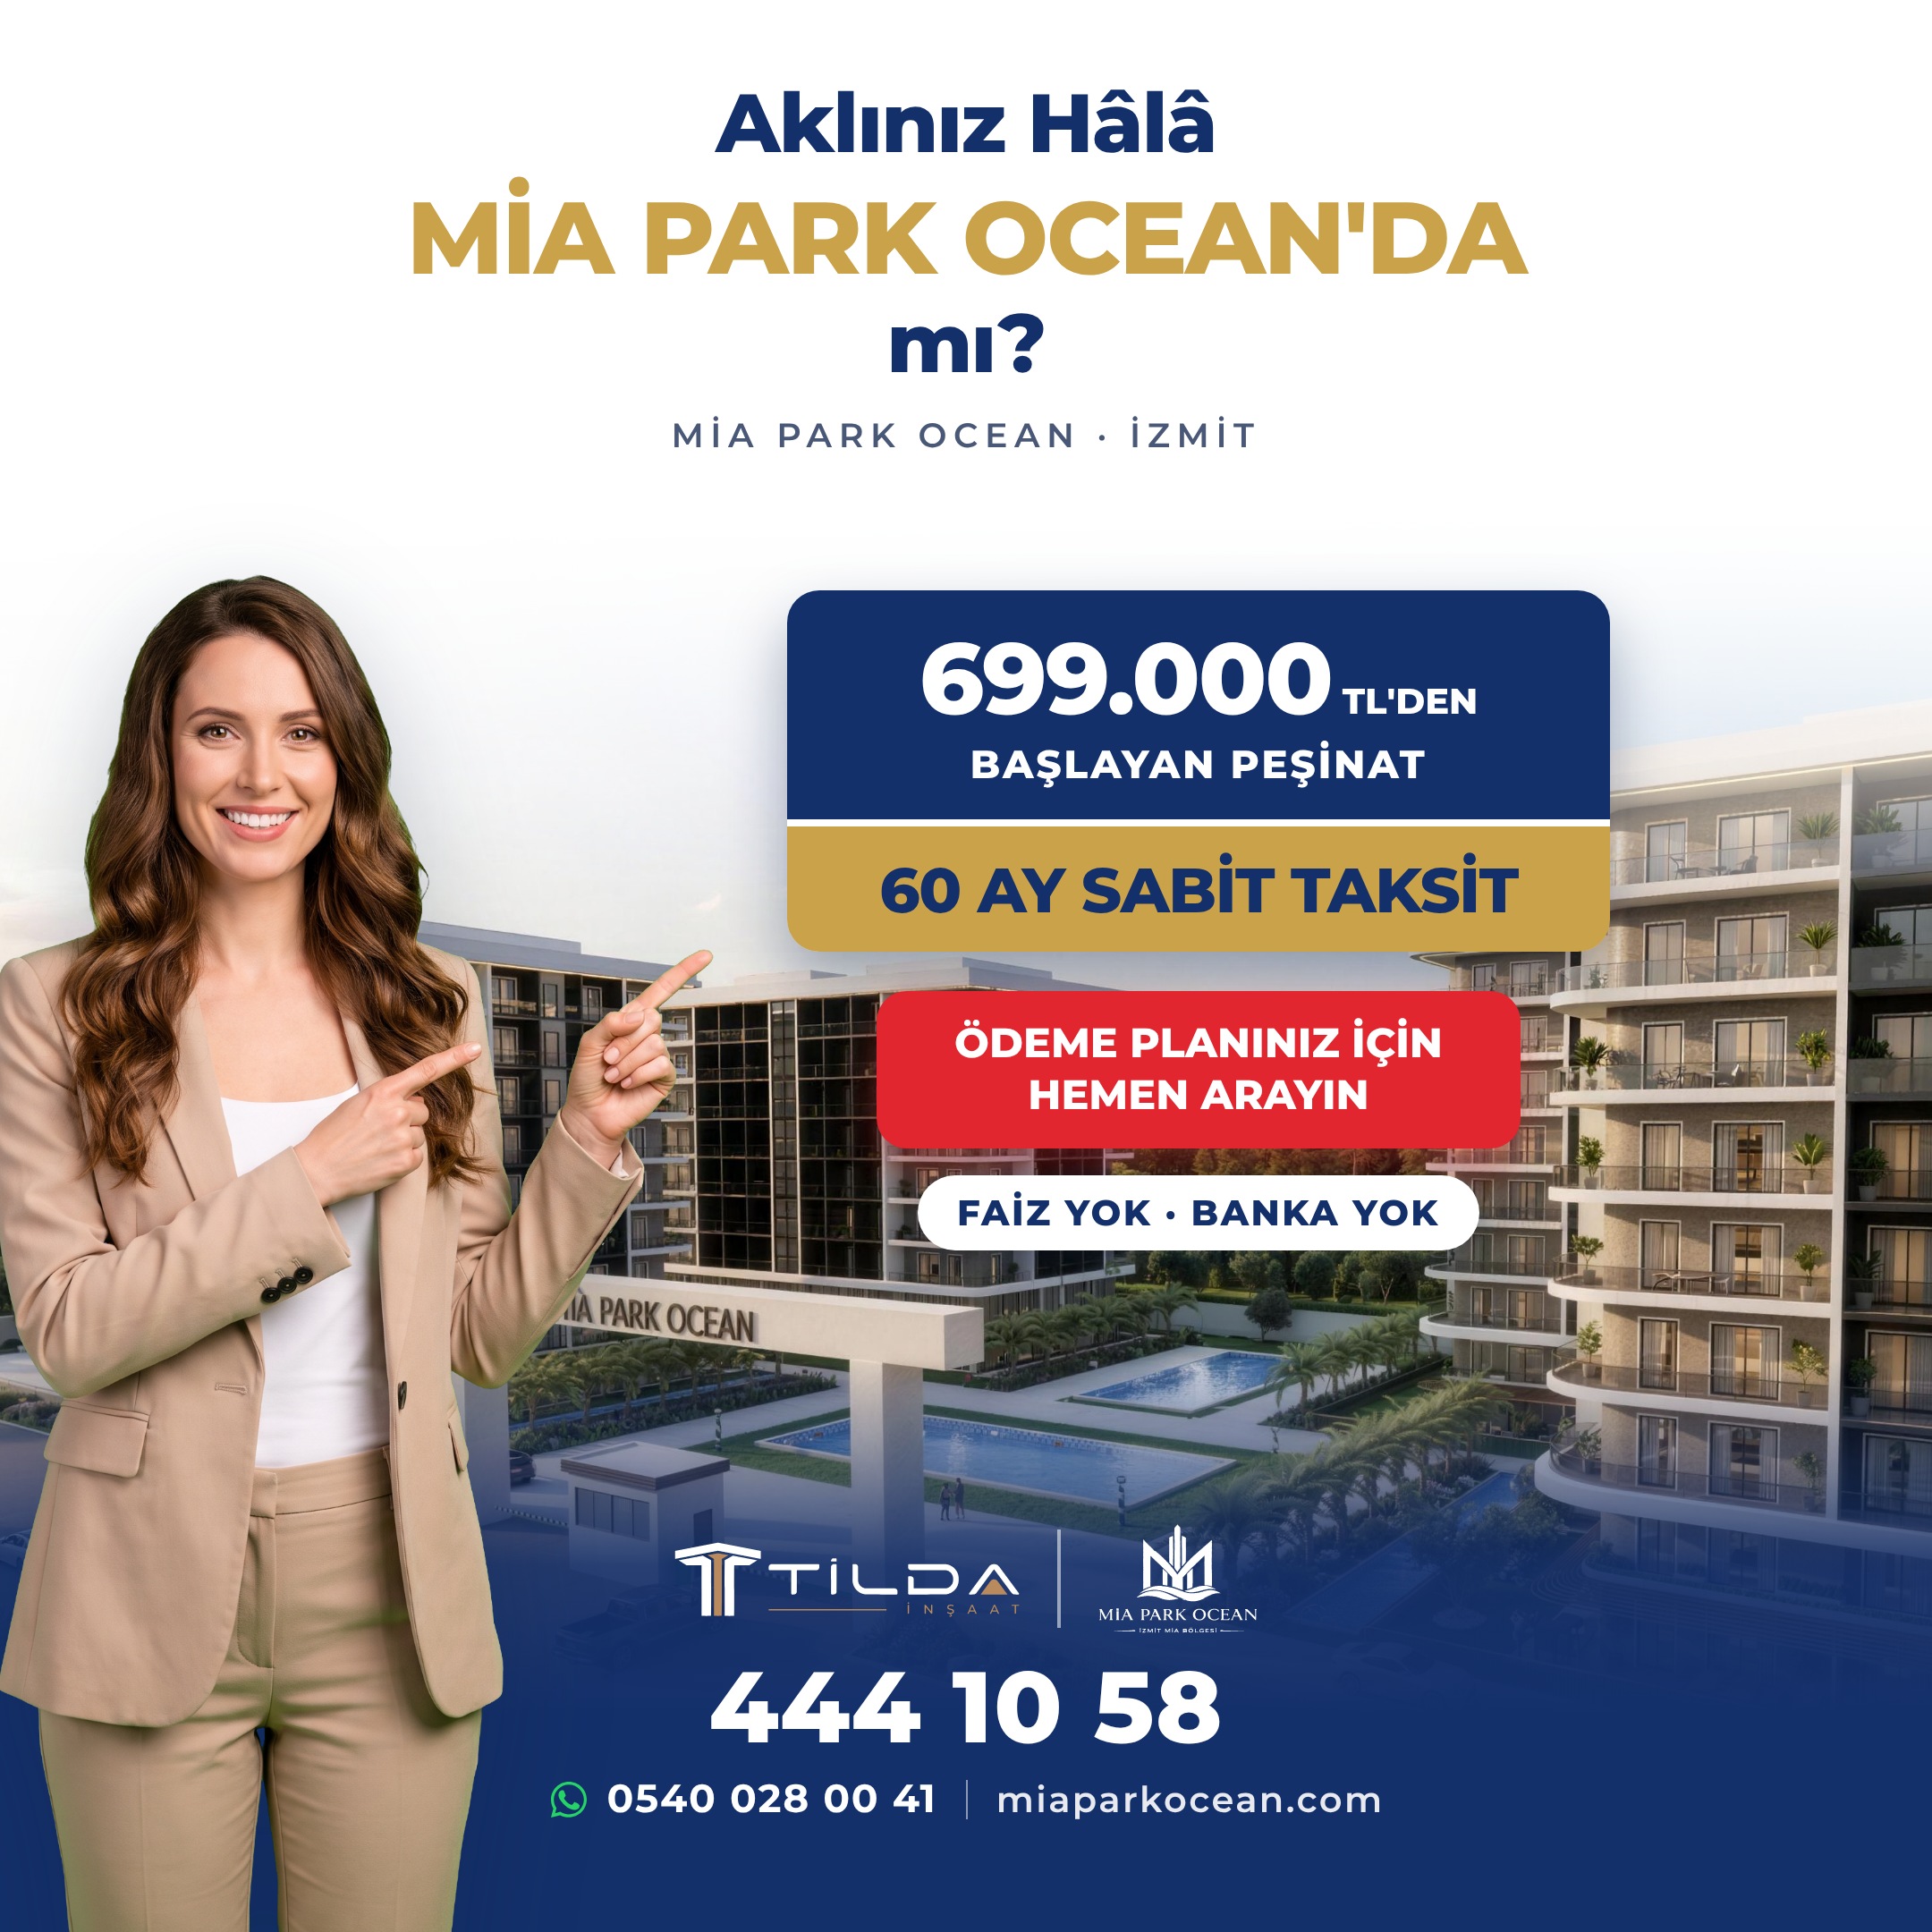 Aklınız Hâlâ
MİA PARK OCEAN'DA
mı?
MİA PARK OCEAN · İZMİT
699.000 TL'DEN
BAŞLAYAN PEŞİNAT
60 AY SABİT TAKSİT
ÖDEME PLANINIZ İÇİN
HEMEN ARAYIN
FAİZ YOK · BANKA YOK
MİA PARK OCEAN
TİLDA
İNŞAAT
MİA PARK OCEAN
İZMİT MİA BÖLGESİ
444 10 58
0540 028 00 41
miaparkocean.com